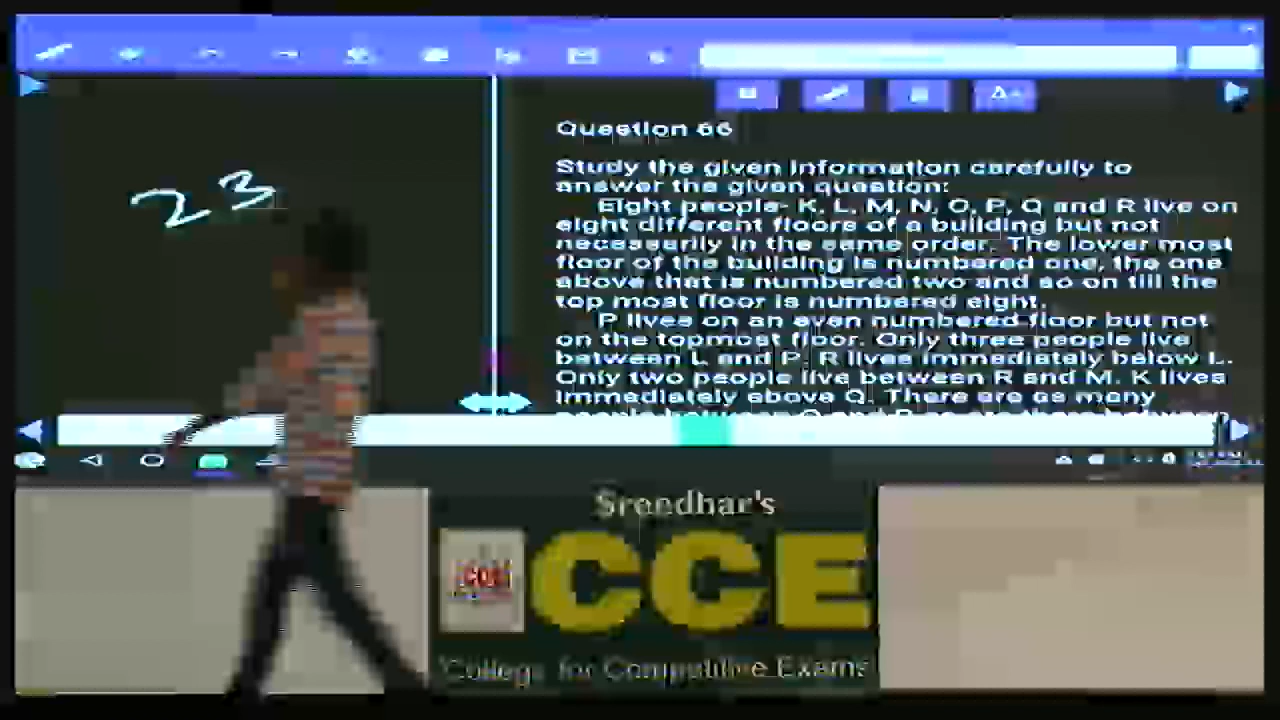 23
Question 66
Study the given information carefully to
answer the given question:
Eight people- K, L, M, N, O, P, Q and R live on
eight different floors of a building but not
necessarily in the same order. The lower most
floor of the building is numbered one, the one
above that is numbered two and so on till the
top most floor is numbered eight.
P lives on an even numbered floor but not
on the topmost floor. Only three people live
between L and P. R lives immediately below L.
Only two people live between R and M. K lives
immediately above Q. There are as many
Sreedhar's
CCE
College for Competitive Exams